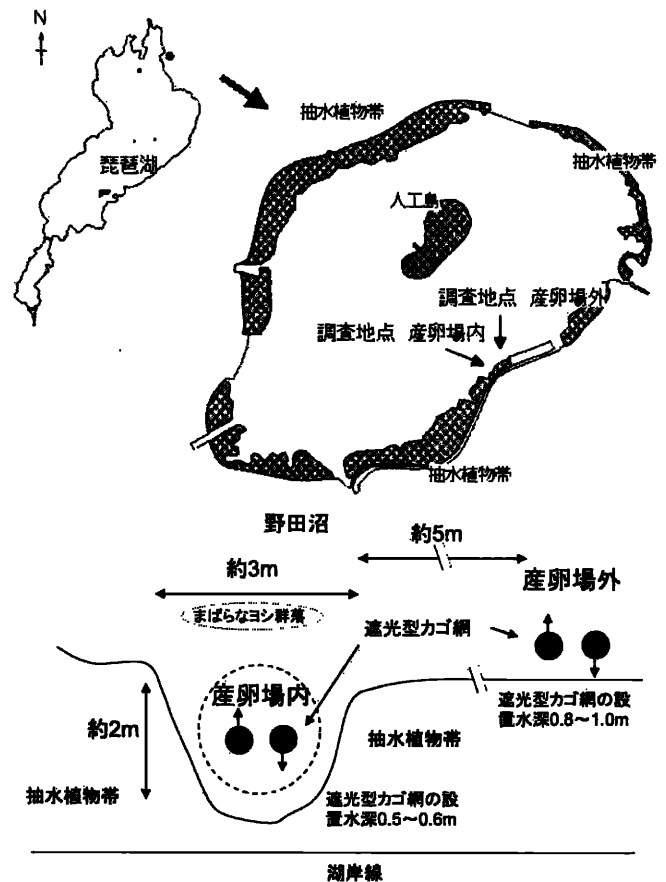 N
琵琶湖
抽水植物帯
抽水植物帯
人工島
調査地点 産卵場外
調査地点 産卵場内
抽水植物帯
野田沼
約5m
約3m
産卵場外
まばらなヨシ群落
遮光型カゴ網
産卵場内
遮光型カゴ網の設
置水深0.8～1.0m
約2m
抽水植物帯
抽水植物帯
遮光型カゴ網の設
置水深0.5～0.6m
湖岸線